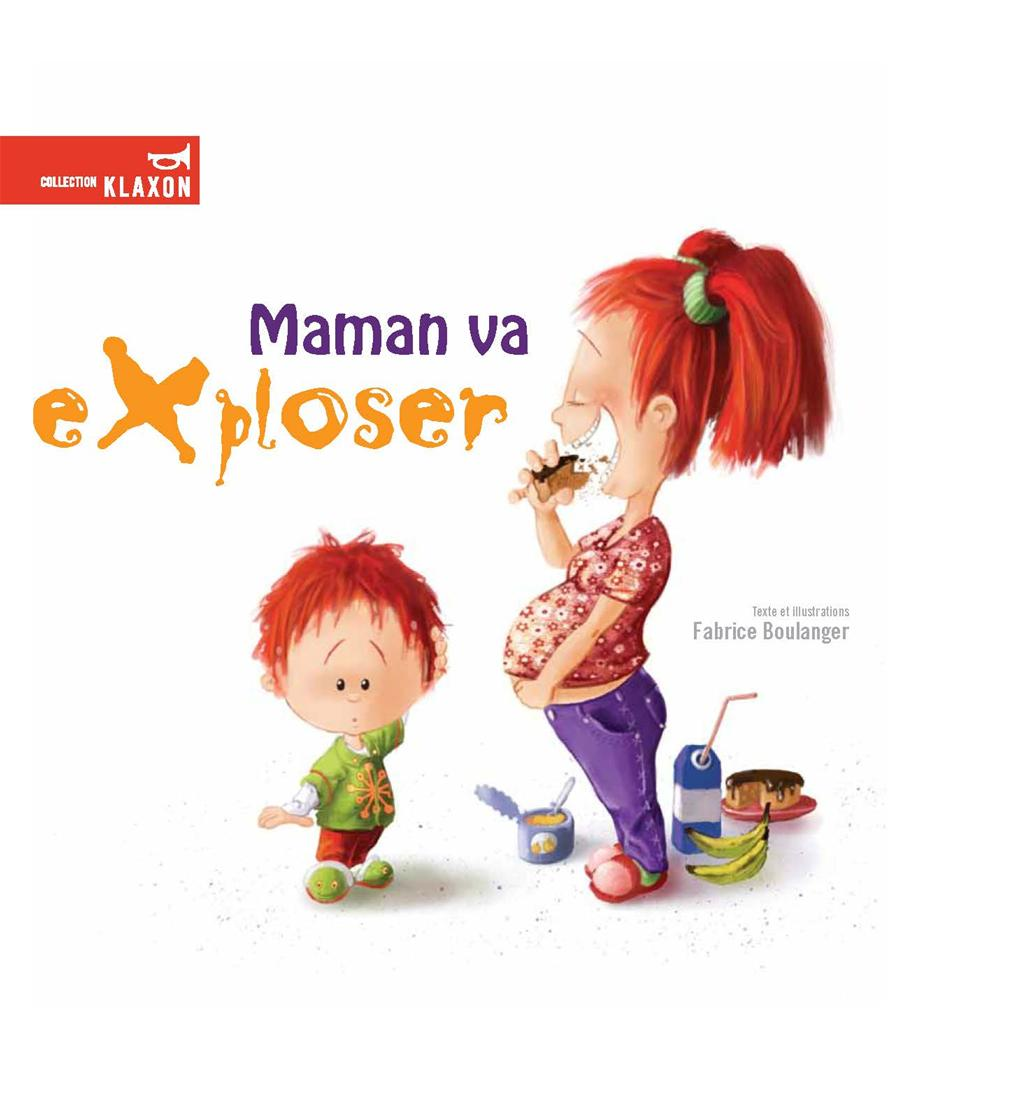 COLLECTION KLAXON
Maman va
eXploser
Texte et illustrations
Fabrice Boulanger